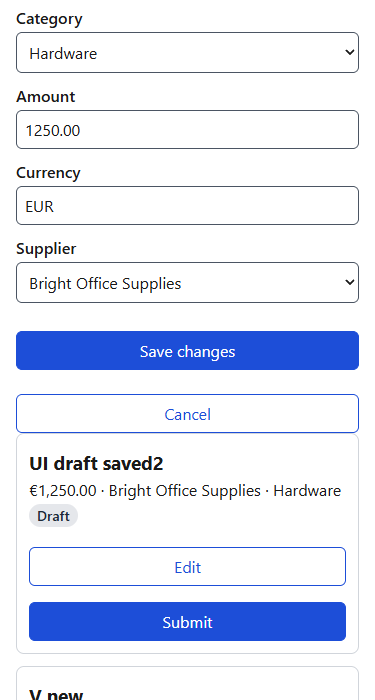 Category
Hardware
Amount
1250.00
Currency
EUR
Supplier
Bright Office Supplies
Save changes
Cancel
UI draft saved2
€1,250.00 · Bright Office Supplies · Hardware
Draft
Edit
Submit
V new